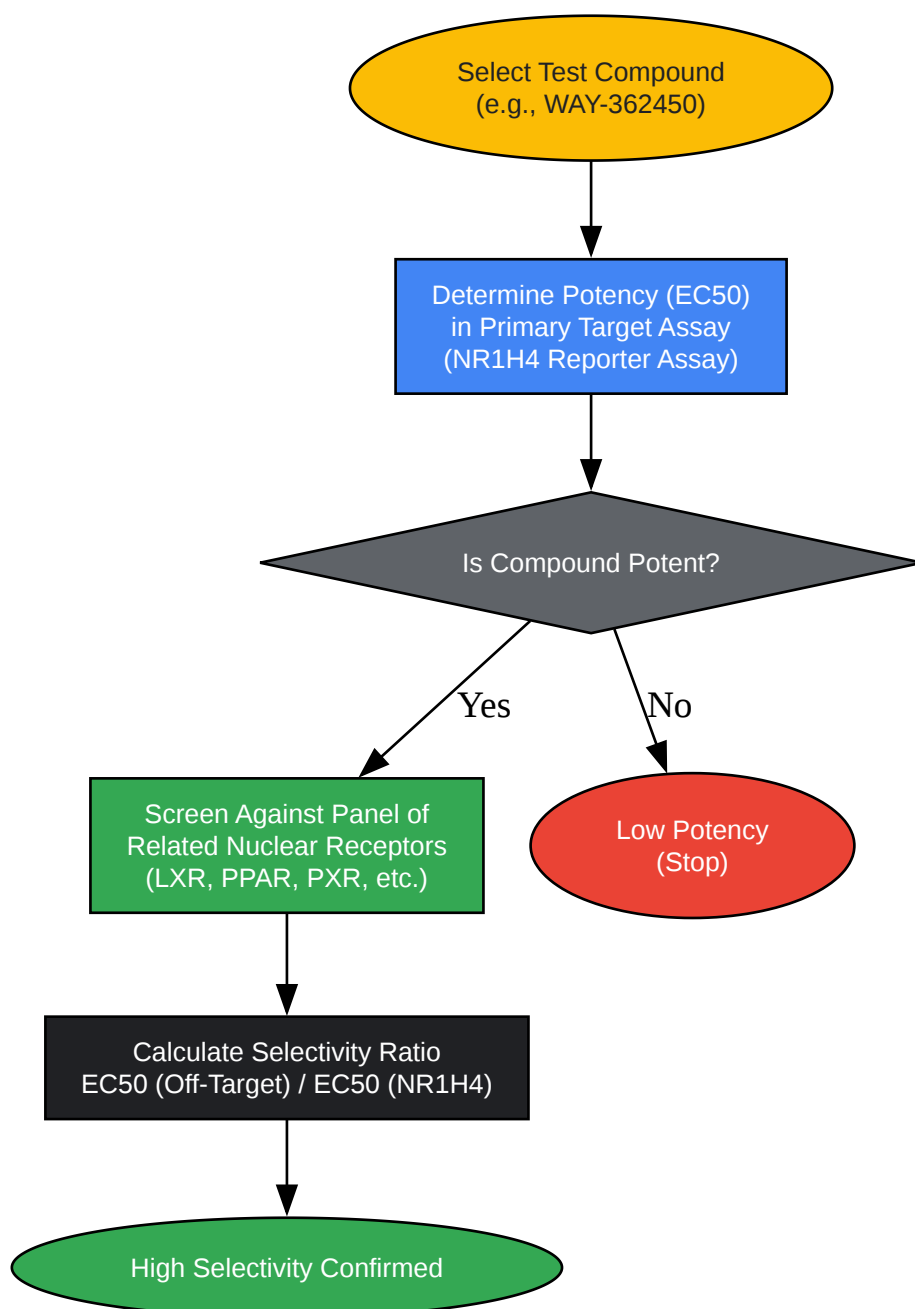 Select Test Compound
(e.g., WAY-362450)
Determine Potency (EC50)
in Primary Target Assay
(NR1H4 Reporter Assay)
Is Compound Potent?
Yes
No
Screen Against Panel of
Related Nuclear Receptors
(LXR, PPAR, PXR, etc.)
Low Potency
(Stop)
Calculate Selectivity Ratio
EC50 (Off-Target) / EC50 (NR1H4)
High Selectivity Confirmed